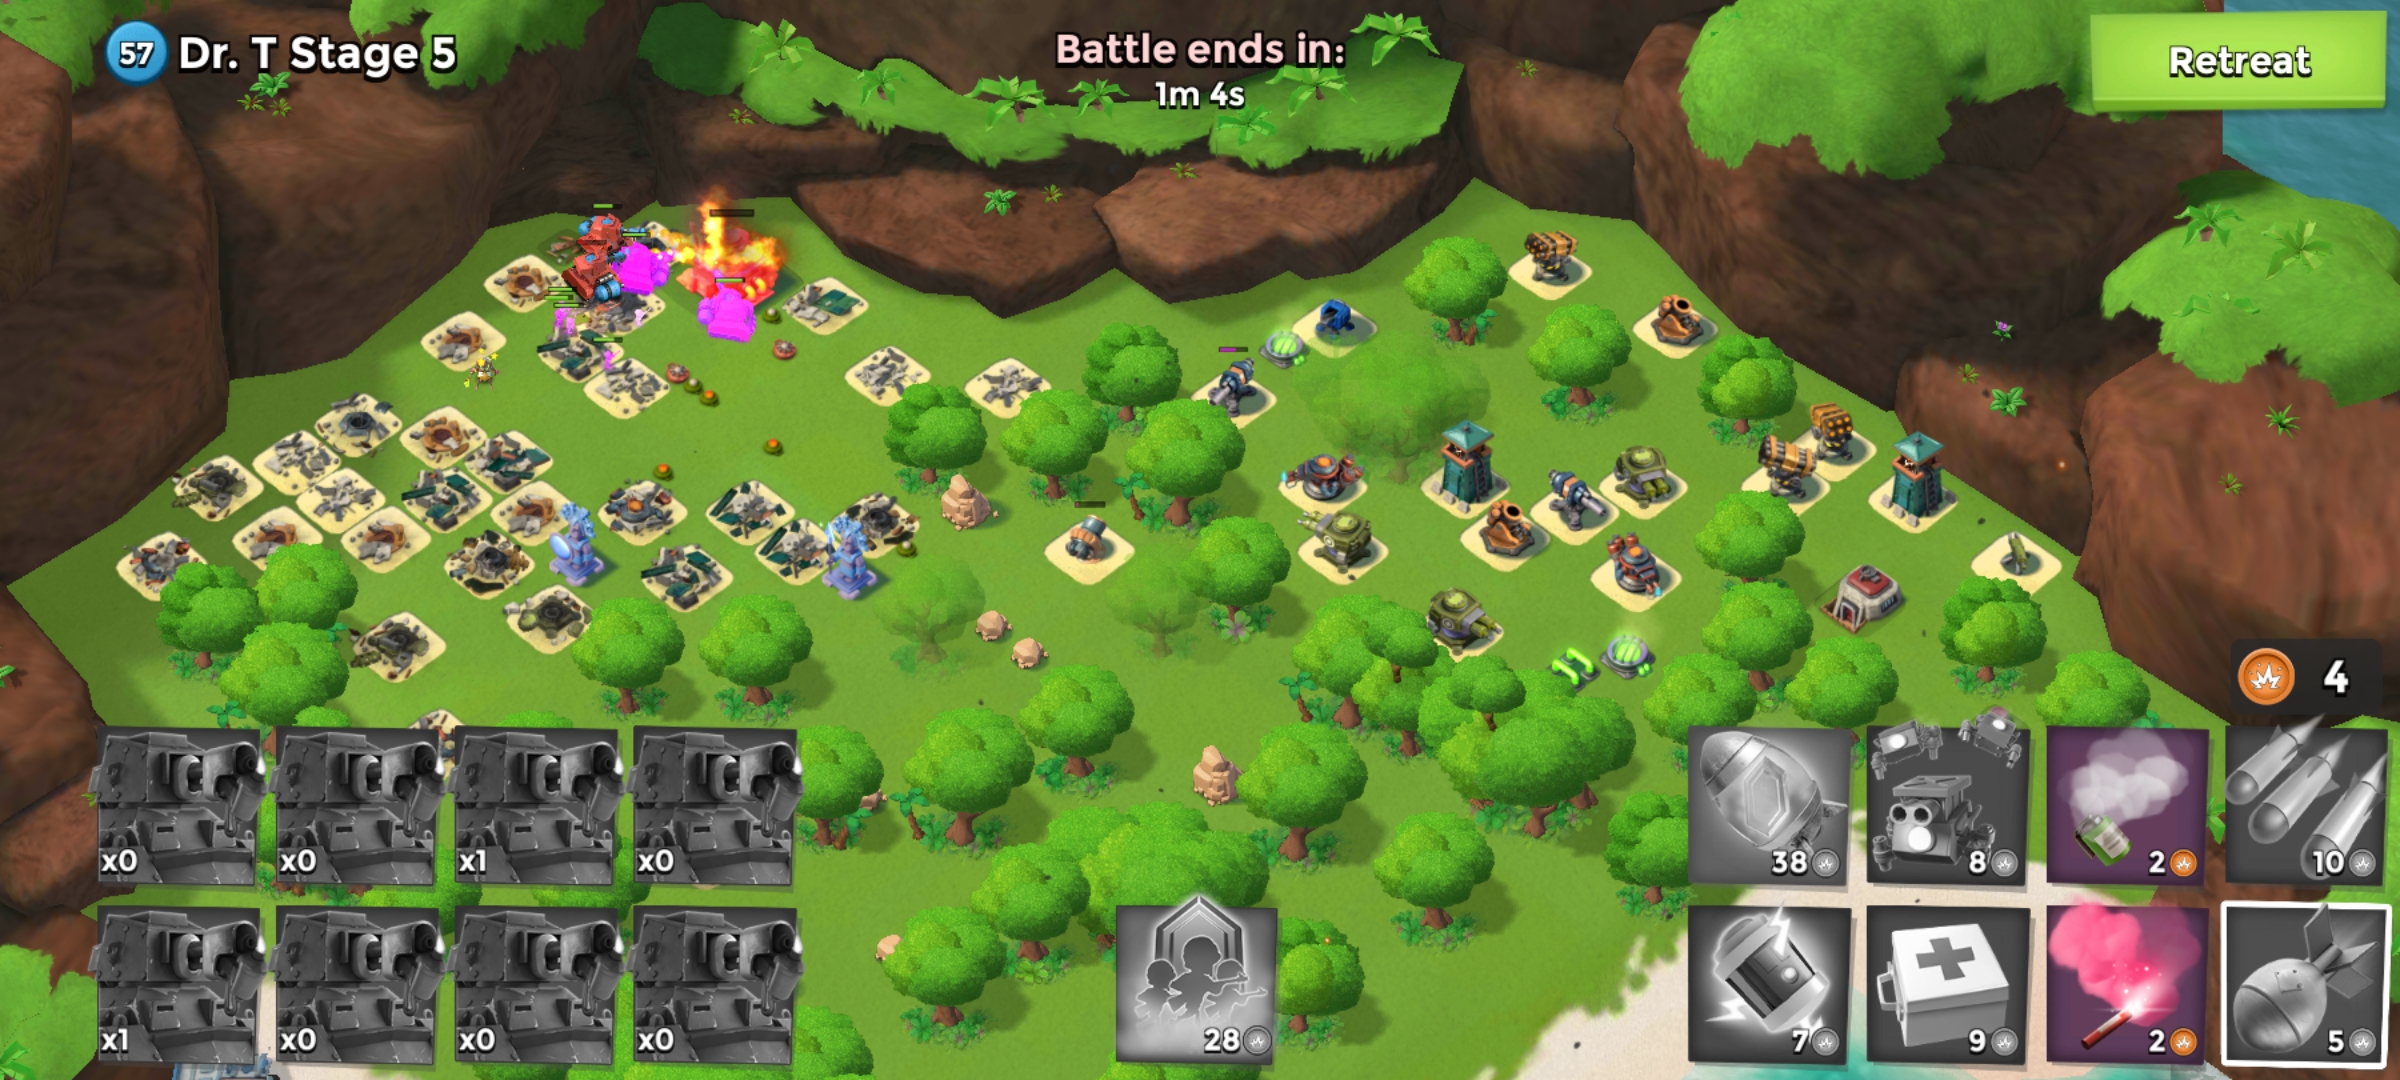 57 Dr. T Stage 5
Battle ends in:
1m 4s
Retreat
4
x0 x0 x1 x0
38 8 2 10
x1 x0 x0 x0
28
7 9 2 5